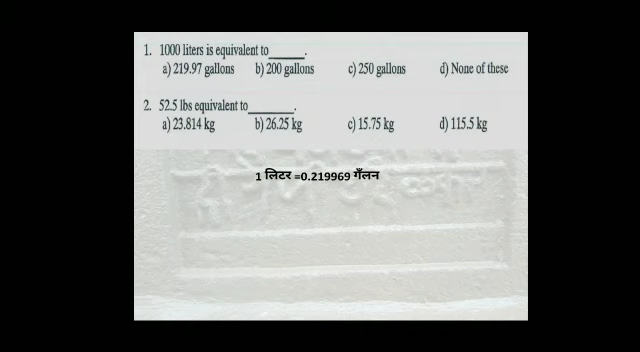 1. 1000 liters is equivalent to______.
a) 219.97 gallons b) 200 gallons c) 250 gallons d) None of these
2. 52.5 lbs equivalent to________.
a) 23.814 kg b) 26.25 kg c) 15.75 kg d) 115.5 kg
1 लिटर =0.219969 गॅलन